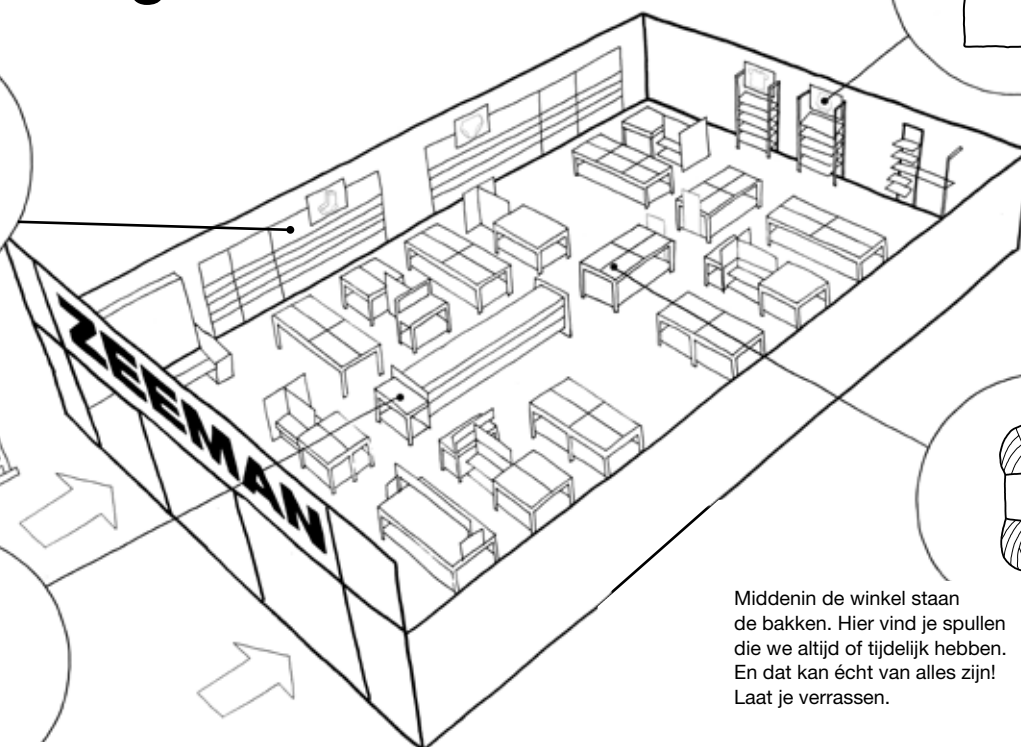 ZEEMAN
Middenin de winkel staan
de bakken. Hier vind je spullen
die we altijd of tijdelijk hebben.
En dat kan écht van alles zijn!
Laat je verrassen.